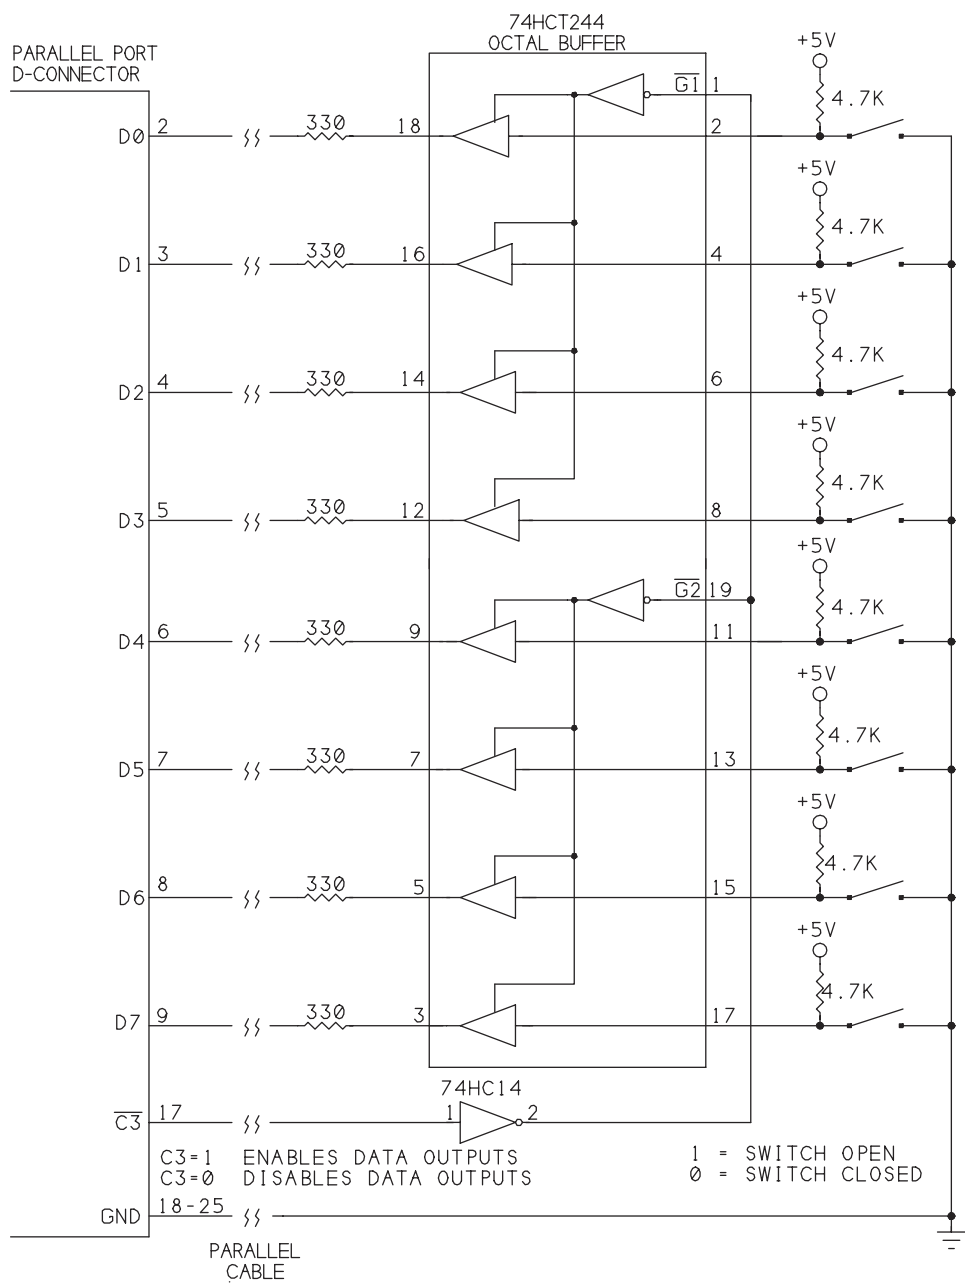 74HCT244
OCTAL BUFFER
PARALLEL PORT
D-CONNECTOR
+5V
G1 1
4.7K
D0 2 330 18 2
+5V
4.7K
D1 3 330 16 4
+5V
4.7K
D2 4 330 14 6
+5V
4.7K
D3 5 330 12 8
+5V
G2 19
4.7K
D4 6 330 9 11
+5V
4.7K
D5 7 330 7 13
+5V
4.7K
D6 8 330 5 15
+5V
4.7K
D7 9 330 3 17
74HC14
C3 17 1 2
C3=1 ENABLES DATA OUTPUTS
C3=0 DISABLES DATA OUTPUTS
1 = SWITCH OPEN
0 = SWITCH CLOSED
GND 18-25
PARALLEL
CABLE